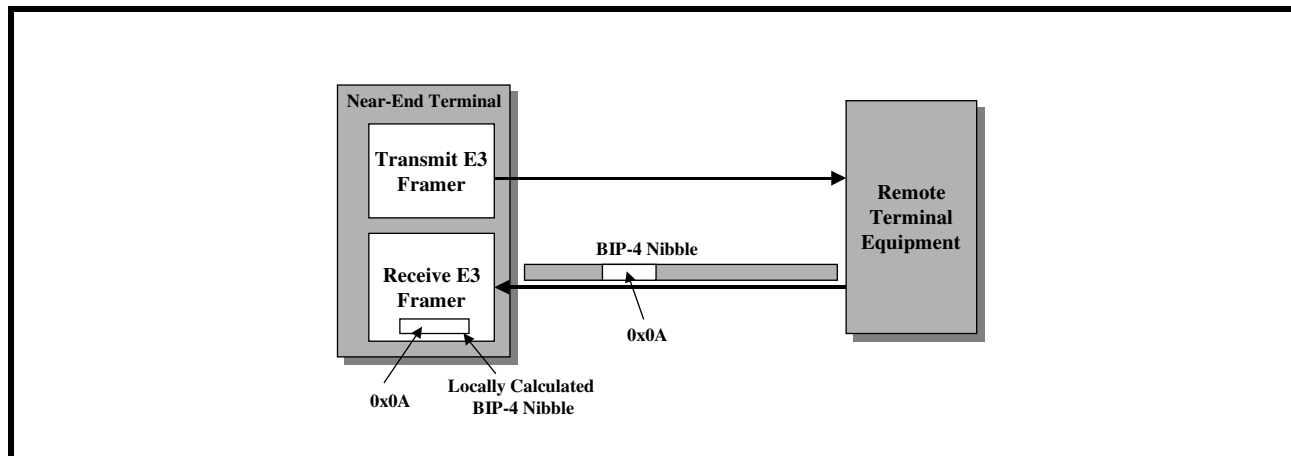 Near-End Terminal
Transmit E3
Framer
Remote
Terminal
Equipment
BIP-4 Nibble
Receive E3
Framer
0x0A
Locally Calculated
BIP-4 Nibble
0x0A